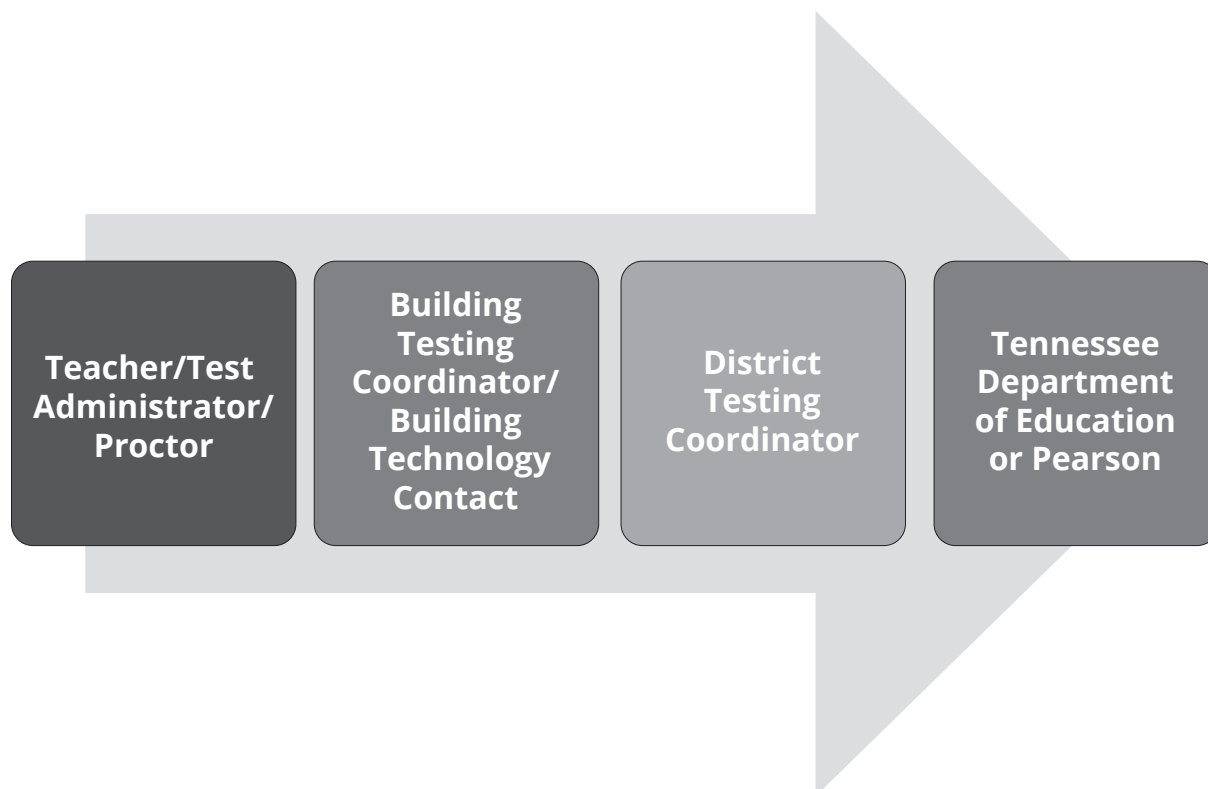 Teacher/Test
Administrator/
Proctor
Building
Testing
Coordinator/
Building
Technology
Contact
District
Testing
Coordinator
Tennessee
Department
of Education
or Pearson